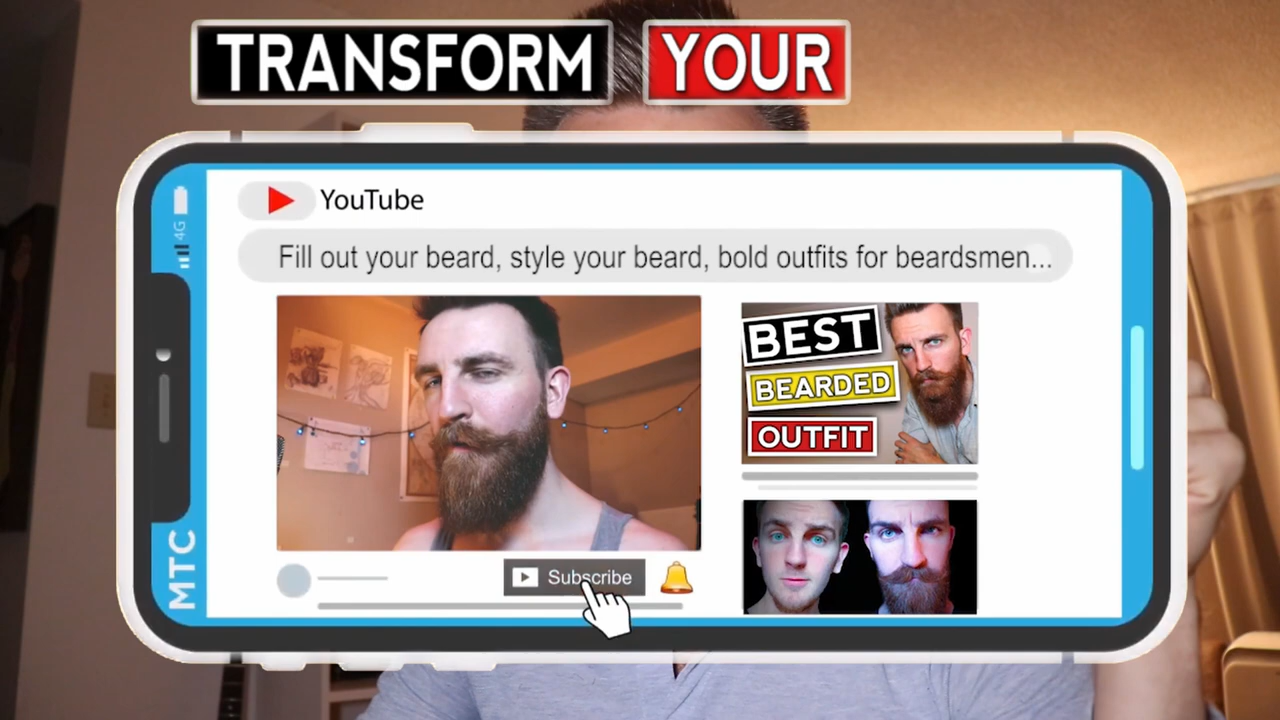 TRANSFORM YOUR
YouTube
Fill out your beard, style your beard, bold outfits for beardsmen...
4G
MTC
BEST
BEARDED
OUTFIT
Subscribe